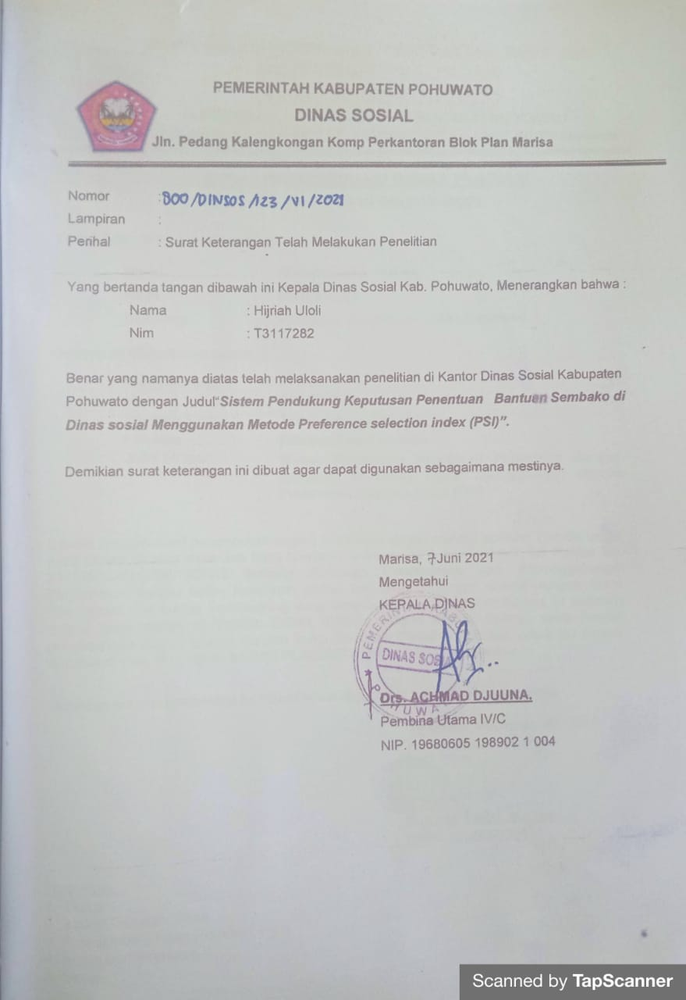 PEMERINTAH KABUPATEN POHUWATO
DINAS SOSIAL
Jln. Pedang Kalengkongan Komp Perkantoran Blok Plan Marisa
Nomor : 800/DINSOS/123/VI/2021
Lampiran :
Perihal : Surat Keterangan Telah Melakukan Penelitian
Yang bertanda tangan dibawah ini Kepala Dinas Sosial Kab. Pohuwato, Menerangkan bahwa :
Nama : Hijriah Uloli
Nim : T3117282
Benar yang namanya diatas telah melaksanakan penelitian di Kantor Dinas Sosial Kabupaten
Pohuwato dengan Judul“Sistem Pendukung Keputusan Penentuan Bantuen Sembako di
Dinas sosial Menggunakan Metode Preference selection index (PSI)”.
Demikian surat keterangan ini dibuat agar dapat digunakan sebagaimana mestinya.
Marisa, 7 Juni 2021
Mengetahui
KEPALA DINAS
DINAS SOS
Drs. ACHMAD DJUUNA.
Pembina Utama IV/C
NIP. 19680605 198902 1 004
Scanned by TapScanner